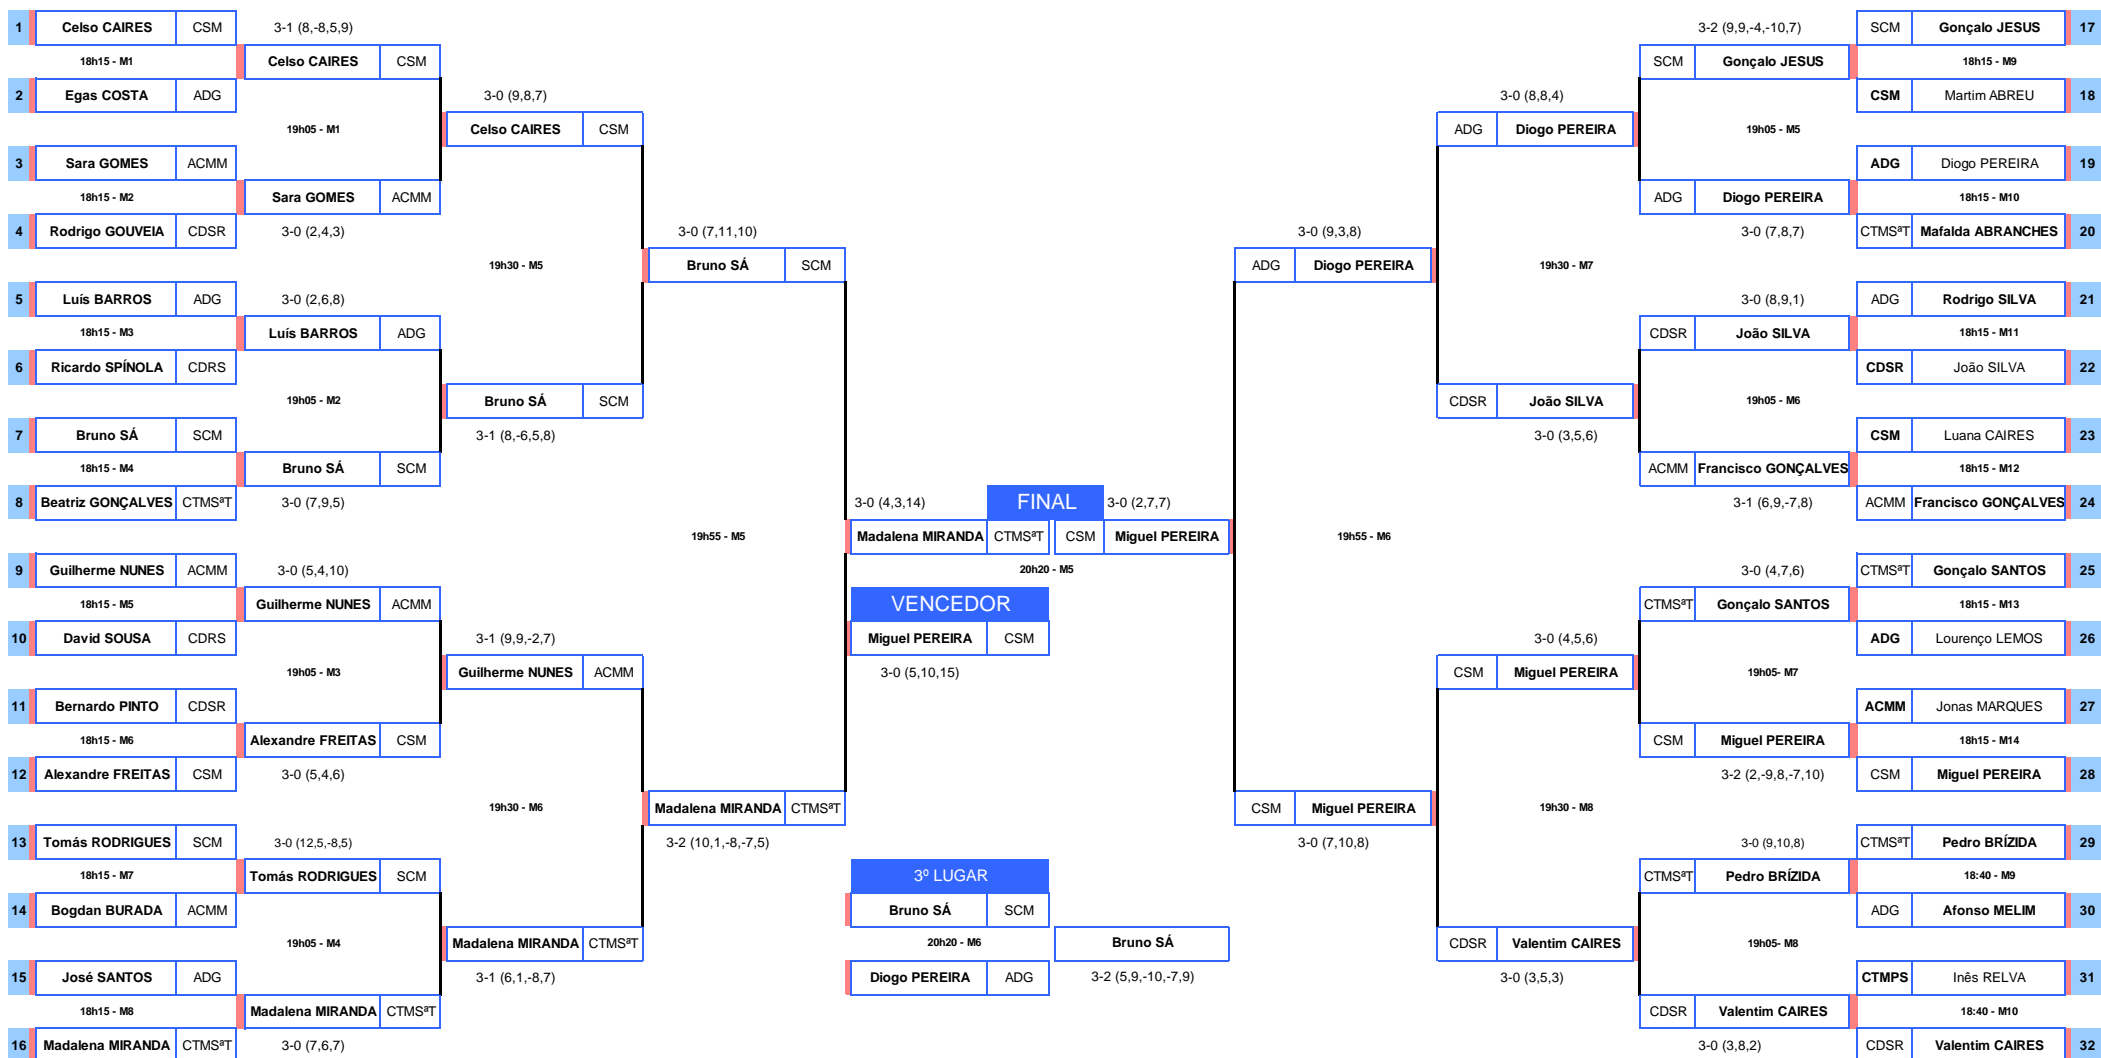 1 Celso CAIRES CSM 3-1 (8,-8,5,9) 3-2 (9,9,-4,-10,7) SCM Gonçalo JESUS 17
18h15 - M1 Celso CAIRES CSM SCM Gonçalo JESUS 18h15 - M9
2 Egas COSTA ADG 3-0 (9,8,7) 3-0 (8,8,4) CSM Martim ABREU 18
19h05 - M1 Celso CAIRES CSM ADG Diogo PEREIRA 19h05 - M5
3 Sara GOMES ACMM ADG Diogo PEREIRA 19
18h15 - M2 Sara GOMES ACMM ADG Diogo PEREIRA 18h15 - M10
4 Rodrigo GOUVEIA CDSR 3-0 (2,4,3) 3-0 (7,11,10) 3-0 (9,3,8) 3-0 (7,8,7) CTMSªT Mafalda ABRANCHES 20
19h30 - M5 Bruno SÁ SCM ADG Diogo PEREIRA 19h30 - M7
5 Luís BARROS ADG 3-0 (2,6,8) 3-0 (8,9,1) ADG Rodrigo SILVA 21
18h15 - M3 Luís BARROS ADG CDSR João SILVA 18h15 - M11
6 Ricardo SPÍNOLA CDRS CDSR João SILVA 22
19h05 - M2 Bruno SÁ SCM CDSR João SILVA 19h05 - M6
7 Bruno SÁ SCM 3-1 (8,-6,5,8) 3-0 (3,5,6) CSM Luana CAIRES 23
18h15 - M4 Bruno SÁ SCM ACMM Francisco GONÇALVES 18h15 - M12
8 Beatriz GONÇALVES CTMSªT 3-0 (7,9,5) 3-0 (4,3,14) FINAL 3-0 (2,7,7) 3-1 (6,9,-7,8) ACMM Francisco GONÇALVES 24
19h55 - M5 Madalena MIRANDA CTMSªT CSM Miguel PEREIRA 19h55 - M6
9 Guilherme NUNES ACMM 3-0 (5,4,10) 20h20 - M5 3-0 (4,7,6) CTMSªT Gonçalo SANTOS 25
18h15 - M5 Guilherme NUNES ACMM VENCEDOR CTMSªT Gonçalo SANTOS 18h15 - M13
10 David SOUSA CDRS 3-1 (9,9,-2,7) Miguel PEREIRA CSM 3-0 (4,5,6) ADG Lourenço LEMOS 26
19h05 - M3 Guilherme NUNES ACMM 3-0 (5,10,15) CSM Miguel PEREIRA 19h05- M7
11 Bernardo PINTO CDSR ACMM Jonas MARQUES 27
18h15 - M6 Alexandre FREITAS CSM CSM Miguel PEREIRA 18h15 - M14
12 Alexandre FREITAS CSM 3-0 (5,4,6) 3-2 (2,-9,8,-7,10) CSM Miguel PEREIRA 28
19h30 - M6 Madalena MIRANDA CTMSªT CSM Miguel PEREIRA 19h30 - M8
13 Tomás RODRIGUES SCM 3-0 (12,5,-8,5) 3-2 (10,1,-8,-7,5) 3-0 (7,10,8) 3-0 (9,10,8) CTMSªT Pedro BRÍZIDA 29
18h15 - M7 Tomás RODRIGUES SCM 3º LUGAR CTMSªT Pedro BRÍZIDA 18:40 - M9
14 Bogdan BURADA ACMM Bruno SÁ SCM ADG Afonso MELIM 30
19h05 - M4 Madalena MIRANDA CTMSªT 20h20 - M6 Bruno SÁ CDSR Valentim CAIRES 19h05- M8
15 José SANTOS ADG 3-1 (6,1,-8,7) Diogo PEREIRA ADG 3-2 (5,9,-10,-7,9) 3-0 (3,5,3) CTMPS Inês RELVA 31
18h15 - M8 Madalena MIRANDA CTMSªT CDSR Valentim CAIRES 18:40 - M10
16 Madalena MIRANDA CTMSªT 3-0 (7,6,7) 3-0 (3,8,2) CDSR Valentim CAIRES 32